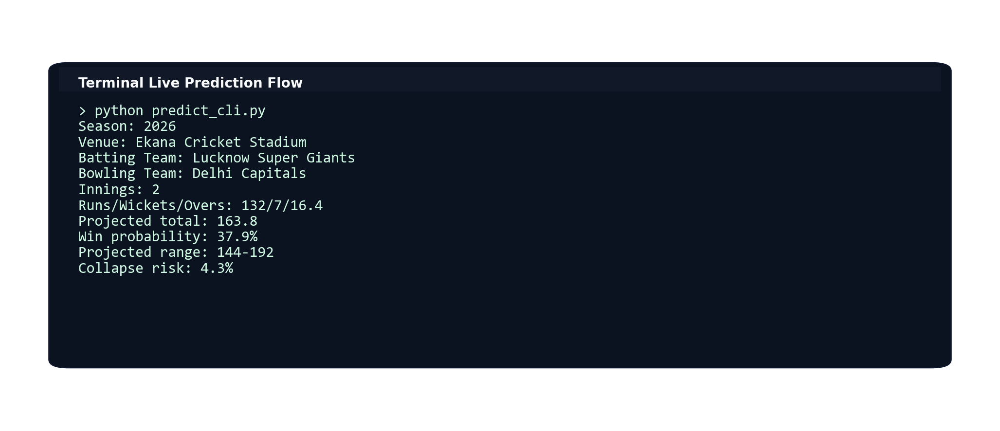 Terminal Live Prediction Flow
> python predict_cli.py
Season: 2026
Venue: Ekana Cricket Stadium
Batting Team: Lucknow Super Giants
Bowling Team: Delhi Capitals
Innings: 2
Runs/Wickets/Overs: 132/7/16.4
Projected total: 163.8
Win probability: 37.9%
Projected range: 144-192
Collapse risk: 4.3%